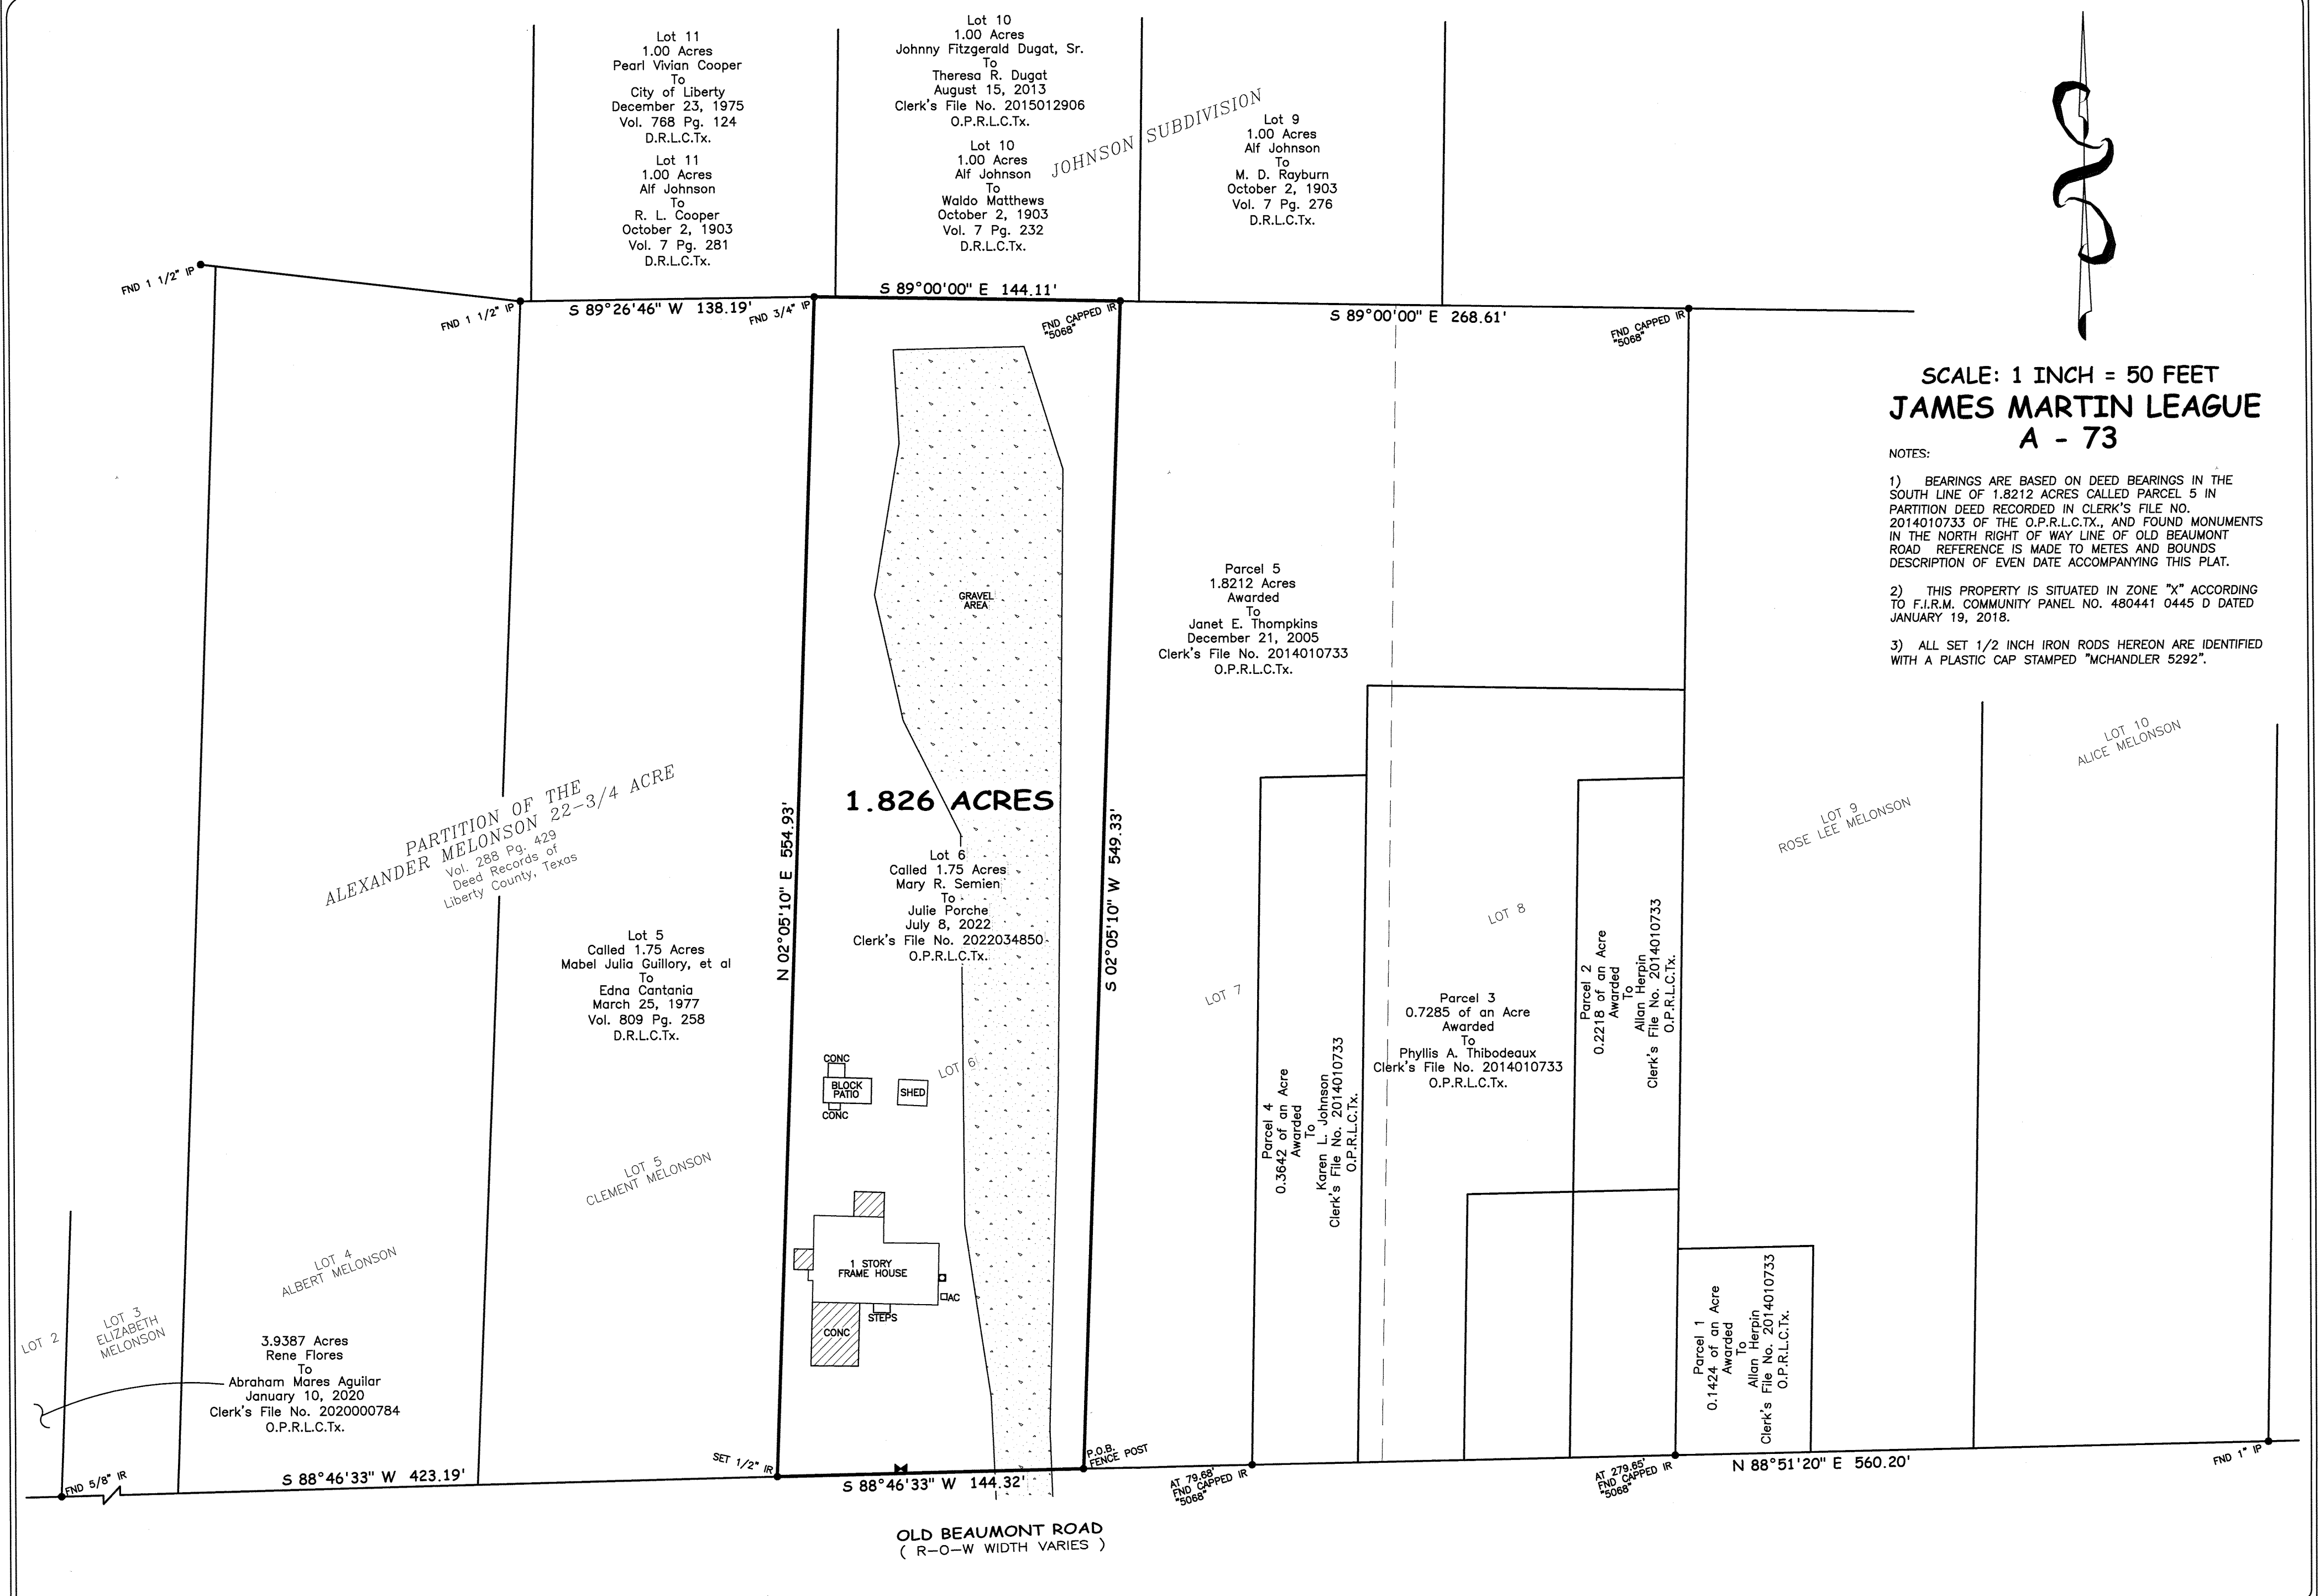 Lot 11
1.00 Acres
Pearl Vivian Cooper
To
City of Liberty
December 23, 1975
Vol. 768 Pg. 124
D.R.L.C.Tx.
Lot 11
1.00 Acres
Alf Johnson
To
R. L. Cooper
October 2, 1903
Vol. 7 Pg. 281
D.R.L.C.Tx.
Lot 10
1.00 Acres
Johnny Fitzgerald Dugat, Sr.
To
Theresa R. Dugat
August 15, 2013
Clerk's File No. 2015012906
O.P.R.L.C.Tx.
Lot 10
1.00 Acres
Alf Johnson
To
Waldo Matthews
October 2, 1903
Vol. 7 Pg. 232
D.R.L.C.Tx.
JOHNSON SUBDIVISION
Lot 9
1.00 Acres
Alf Johnson
To
M. D. Rayburn
October 2, 1903
Vol. 7 Pg. 276
D.R.L.C.Tx.
FND 1 1/2" IP
FND 1 1/2" IP
S 89°26'46" W 138.19'
FND 3/4" IP
S 89°00'00" E 144.11'
FND CAPPED IR
"5068"
S 89°00'00" E 268.61'
FND CAPPED IR
"5068"
SCALE: 1 INCH = 50 FEET
JAMES MARTIN LEAGUE
A - 73
NOTES:
1) BEARINGS ARE BASED ON DEED BEARINGS IN THE
SOUTH LINE OF 1.8212 ACRES CALLED PARCEL 5 IN
PARTITION DEED RECORDED IN CLERK'S FILE NO.
2014010733 OF THE O.P.R.L.C.TX., AND FOUND MONUMENTS
IN THE NORTH RIGHT OF WAY LINE OF OLD BEAUMONT
ROAD REFERENCE IS MADE TO METES AND BOUNDS
DESCRIPTION OF EVEN DATE ACCOMPANYING THIS PLAT.
2) THIS PROPERTY IS SITUATED IN ZONE "X" ACCORDING
TO F.I.R.M. COMMUNITY PANEL NO. 480441 0445 D DATED
JANUARY 19, 2018.
3) ALL SET 1/2 INCH IRON RODS HEREON ARE IDENTIFIED
WITH A PLASTIC CAP STAMPED "MCHANDLER 5292".
GRAVEL
AREA
Parcel 5
1.8212 Acres
Awarded
To
Janet E. Thompkins
December 21, 2005
Clerk's File No. 2014010733
O.P.R.L.C.Tx.
LOT 10
ALICE MELONSON
LOT 9
ROSE LEE MELONSON
PARTITION OF THE
ALEXANDER MELONSON 22-3/4 ACRE
Vol. 288 Pg. 429
Deed Records of
Liberty County, Texas
N 02°05'10" E 554.93'
1.826 ACRES
S 02°05'10" W 549.33'
Lot 6
Called 1.75 Acres
Mary R. Semien
To
Julie Porche
July 8, 2022
Clerk's File No. 2022034850
O.P.R.L.C.Tx.
Lot 5
Called 1.75 Acres
Mabel Julia Guillory, et al
To
Edna Cantania
March 25, 1977
Vol. 809 Pg. 258
D.R.L.C.Tx.
LOT 7
LOT 8
Parcel 3
0.7285 of an Acre
Awarded
To
Phyllis A. Thibodeaux
Clerk's File No. 2014010733
O.P.R.L.C.Tx.
Parcel 2
0.2218 of an Acre
Awarded
To
Allan Herpin
Clerk's File No. 2014010733
O.P.R.L.C.Tx.
Parcel 4
0.3642 of an Acre
Awarded
To
Karen L. Johnson
Clerk's File No. 2014010733
O.P.R.L.C.Tx.
CONC
BLOCK
PATIO
CONC
SHED
LOT 6
LOT 5
CLEMENT MELONSON
LOT 4
ALBERT MELONSON
LOT 3
ELIZABETH
MELONSON
LOT 2
1 STORY
FRAME HOUSE
AC
STEPS
CONC
Parcel 1
0.1424 of an Acre
Awarded
To
Allan Herpin
Clerk's File No. 2014010733
O.P.R.L.C.Tx.
3.9387 Acres
Rene Flores
To
Abraham Mares Aguilar
January 10, 2020
Clerk's File No. 2020000784
O.P.R.L.C.Tx.
FND 5/8" IR
S 88°46'33" W 423.19'
SET 1/2" IR
S 88°46'33" W 144.32'
P.O.B.
FENCE POST
AT 79.68'
FND CAPPED IR
"5068"
AT 279.65'
FND CAPPED IR
"5068"
N 88°51'20" E 560.20'
FND 1" IP
OLD BEAUMONT ROAD
( R-O-W WIDTH VARIES )